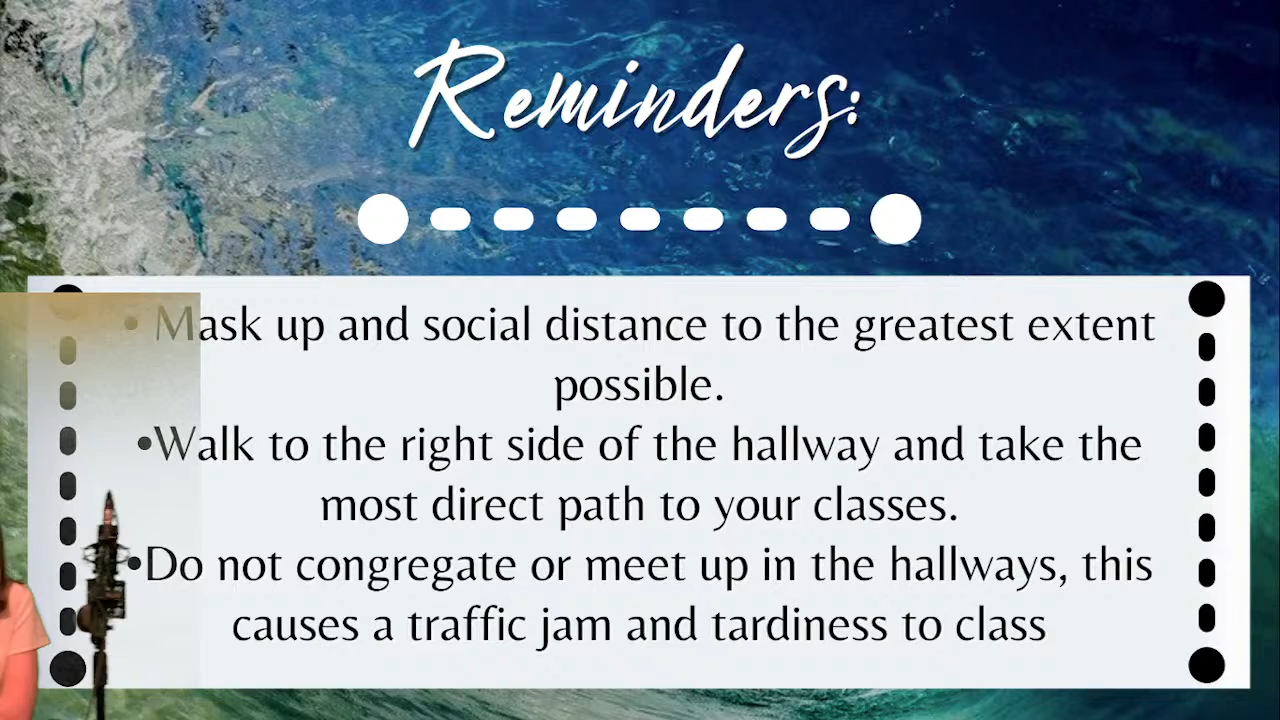 Reminders:
• Mask up and social distance to the greatest extent
possible.
•Walk to the right side of the hallway and take the
most direct path to your classes.
•Do not congregate or meet up in the hallways, this
causes a traffic jam and tardiness to class